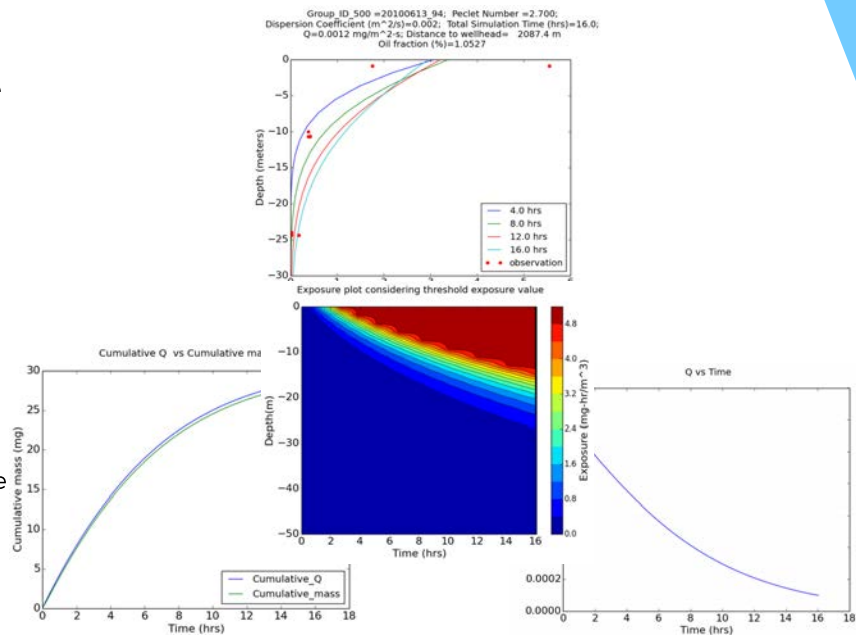 Group_ID_500 =20100613_94; Peclet Number =2.700;
Dispersion Coefficient (m^2/s)=0.002; Total Simulation Time (hrs)=16.0;
Q=0.0012 mg/m^2-s; Distance to wellhead= 2087.4 m
Oil fraction (%)=1.0527
0
−5
−10
−15
−20
−25
−30
Depth (meters)
4.0 hrs
8.0 hrs
12.0 hrs
16.0 hrs
observation
Exposure plot considering threshold exposure value
0
−10
−20
−30
−40
−50
Depth(m)
0 2 4 6 8 10 12 14 16
Time (hrs)
4.8
4.0
3.2
2.4
1.6
0.8
0.0
Exposure (mg-hr/m^3)
Cumulative Q vs Cumulative ma
30
25
20
15
10
5
0
Cumulative mass (mg)
Cumulative_Q
Cumulative_mass
0 2 4 6 8 10 12 14 16 18
Time (hrs)
Q vs Time
0.0002
0.0000
0 2 4 6 8 10 12 14 16 18
Time (hrs)